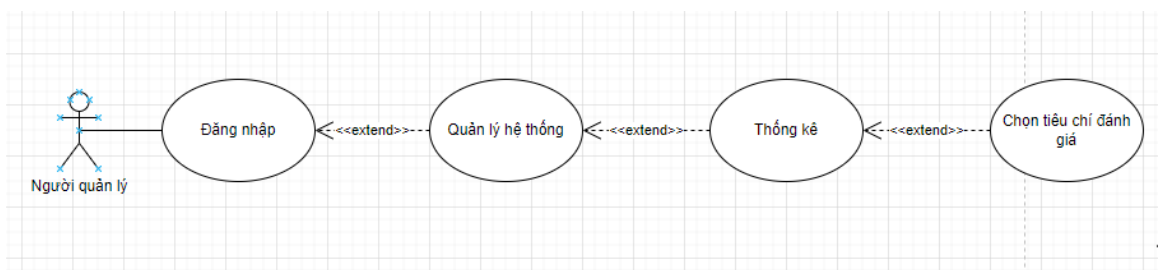 Đăng nhập
<<extend>>
Quản lý hệ thống
<<extend>>
Thống kê
<<extend>>
Chọn tiêu chí đánh
giá
Người quản lý